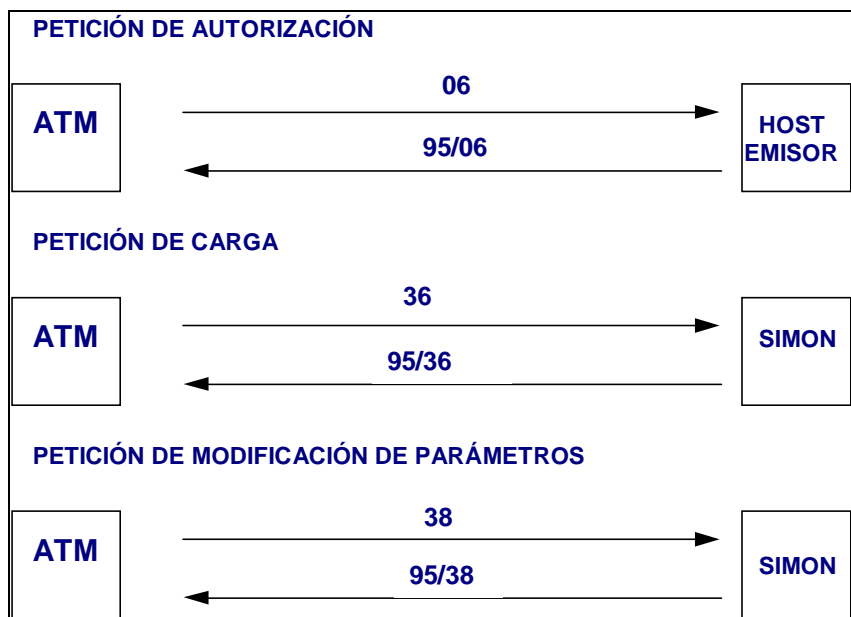 PETICIÓN DE AUTORIZACIÓN
06
ATM
HOST
EMISOR
95/06
PETICIÓN DE CARGA
36
ATM
SIMON
95/36
PETICIÓN DE MODIFICACIÓN DE PARÁMETROS
38
ATM
SIMON
95/38